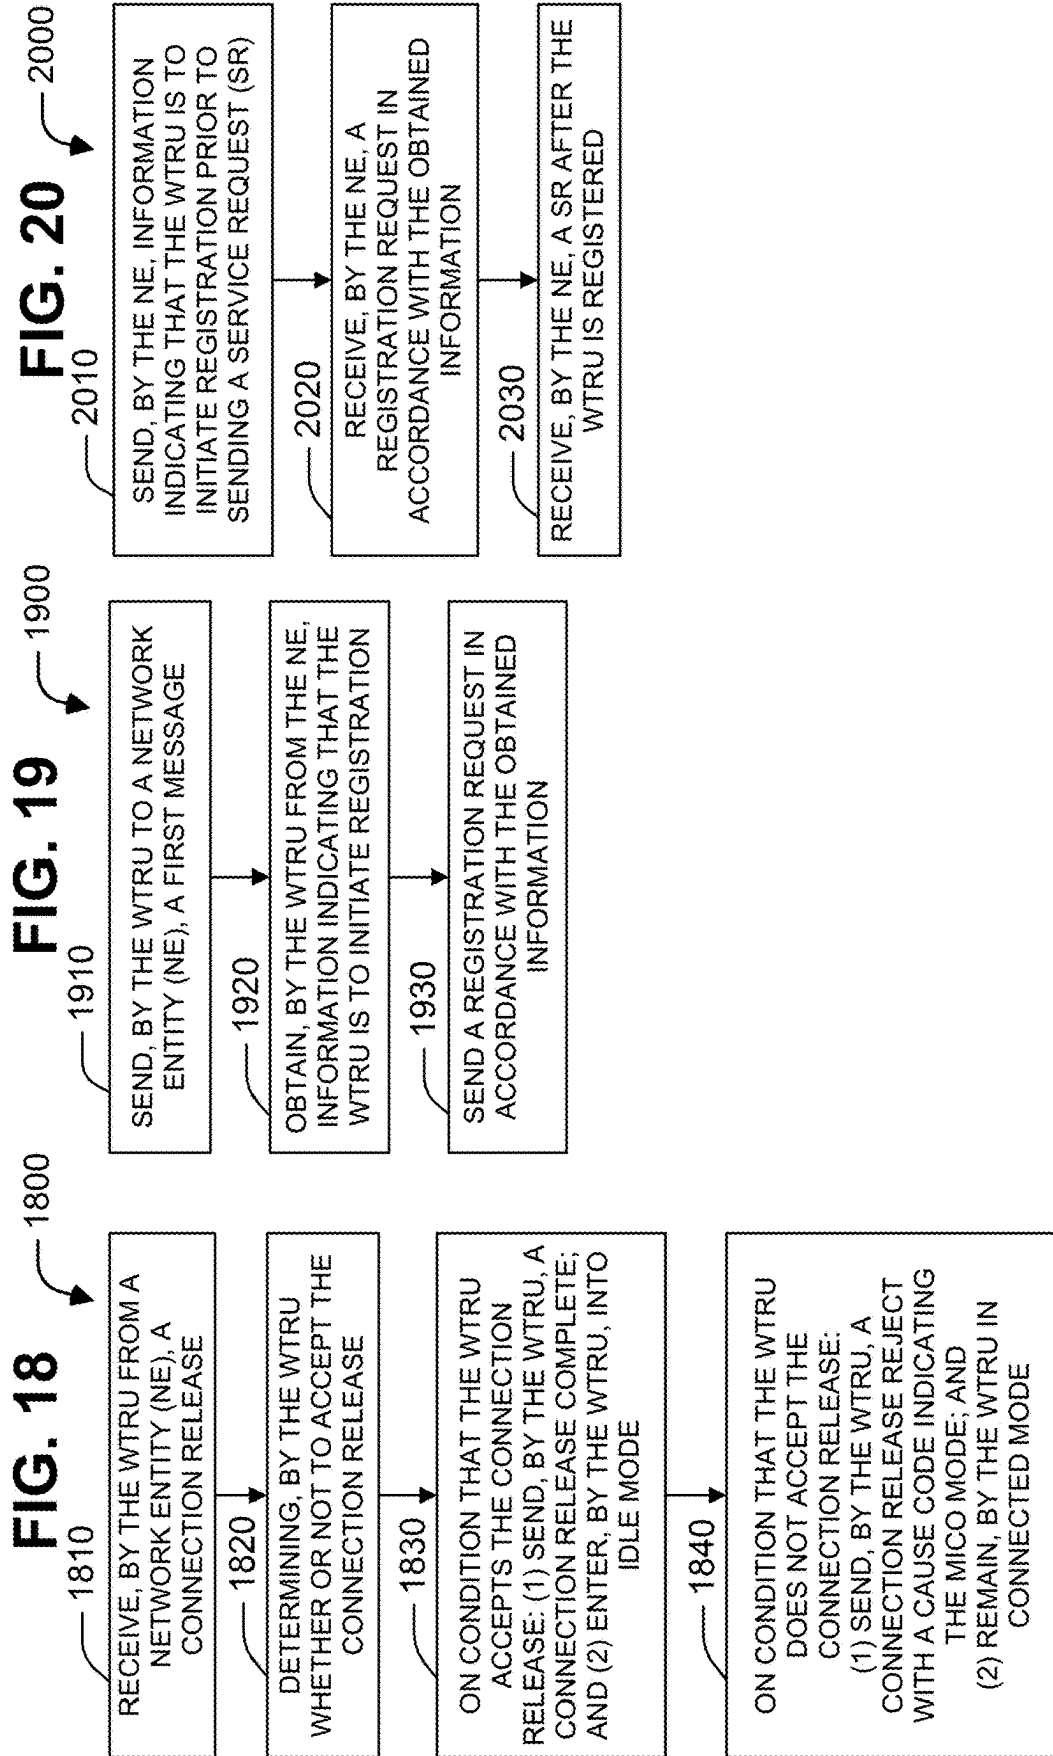 FIG. 18
1800
1810
RECEIVE, BY THE WTRU FROM A
NETWORK ENTITY (NE), A
CONNECTION RELEASE
1820
DETERMINING, BY THE WTRU
WHETHER OR NOT TO ACCEPT THE
CONNECTION RELEASE
1830
ON CONDITION THAT THE WTRU
ACCEPTS THE CONNECTION
RELEASE: (1) SEND, BY THE WTRU, A
CONNECTION RELEASE COMPLETE;
AND (2) ENTER, BY THE WTRU, INTO
IDLE MODE
1840
ON CONDITION THAT THE WTRU
DOES NOT ACCEPT THE
CONNECTION RELEASE:
(1) SEND, BY THE WTRU, A
CONNECTION RELEASE REJECT
WITH A CAUSE CODE INDICATING
THE MICO MODE; AND
(2) REMAIN, BY THE WTRU IN
CONNECTED MODE
FIG. 19
1900
1910
SEND, BY THE WTRU TO A NETWORK
ENTITY (NE), A FIRST MESSAGE
1920
OBTAIN, BY THE WTRU FROM THE NE,
INFORMATION INDICATING THAT THE
WTRU IS TO INITIATE REGISTRATION
1930
SEND A REGISTRATION REQUEST IN
ACCORDANCE WITH THE OBTAINED
INFORMATION
FIG. 20
2000
2010
SEND, BY THE NE, INFORMATION
INDICATING THAT THE WTRU IS TO
INITIATE REGISTRATION PRIOR TO
SENDING A SERVICE REQUEST (SR)
2020
RECEIVE, BY THE NE, A
REGISTRATION REQUEST IN
ACCORDANCE WITH THE OBTAINED
INFORMATION
2030
RECEIVE, BY THE NE, A SR AFTER THE
WTRU IS REGISTERED